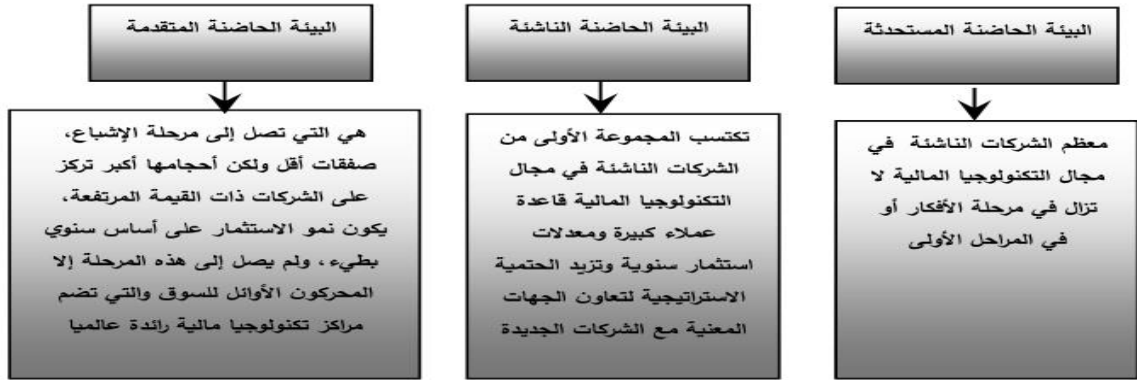 البيئة الحاضنة المستحدثة
معظم الشركات الناشئة في
مجال التكنولوجيا المالية لا
تزال في مرحلة الأفكار أو
في المراحل الأولى
البيئة الحاضنة الناشئة
تكتسب المجموعة الأولى من
الشركات الناشئة في مجال
التكنولوجيا المالية قاعدة
عملاء كبيرة ومعدلات
استثمار سنوية وتزيد الحتمية
الاستراتيجية لتعاون الجهات
المعنية مع الشركات الجديدة
البيئة الحاضنة المتقدمة
هي التي تصل إلى مرحلة الإشباع،
صفقات أقل ولكن أحجامها أكبر تركز
على الشركات ذات القيمة المرتفعة،
يكون نمو الاستثمار على أساس سنوي
بطيء، ولم يصل إلى هذه المرحلة إلا
المحركون الأوائل للسوق والتي تضم
مراكز تكنولوجيا مالية رائدة عالميا